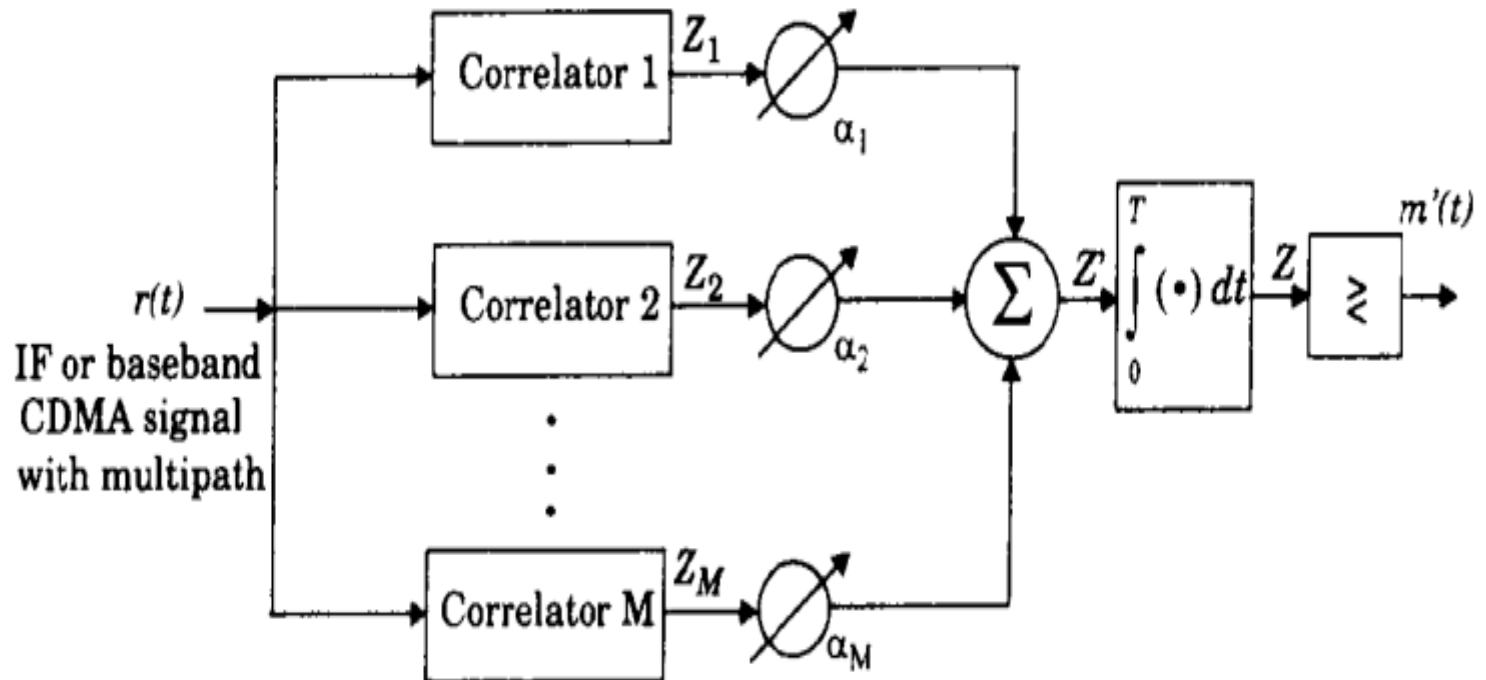 Correlator 1
Z1
α1
r(t)
IF or baseband
CDMA signal
with multipath
Correlator 2
Z2
α2
Σ
Z'
T
∫ (•) dt
0
Z
≷
m'(t)
Correlator M
ZM
αM